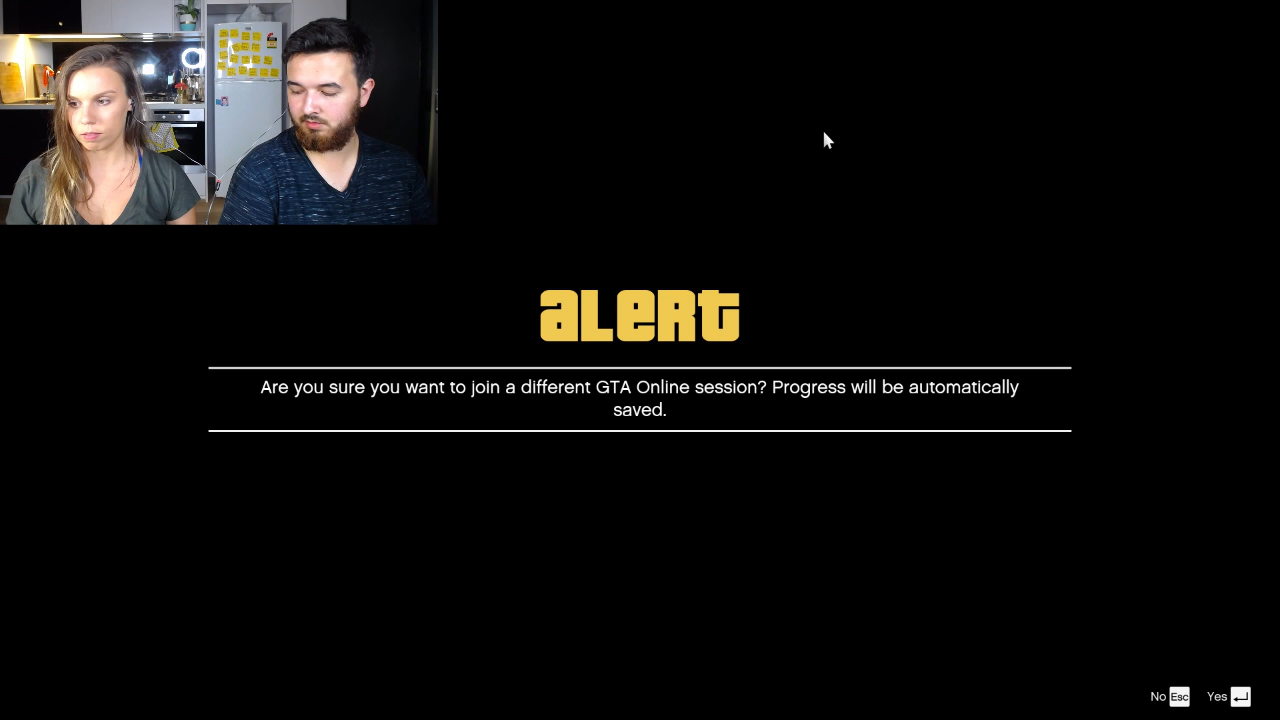 aLeRt
Are you sure you want to join a different GTA Online session? Progress will be automatically
saved.
No Esc Yes